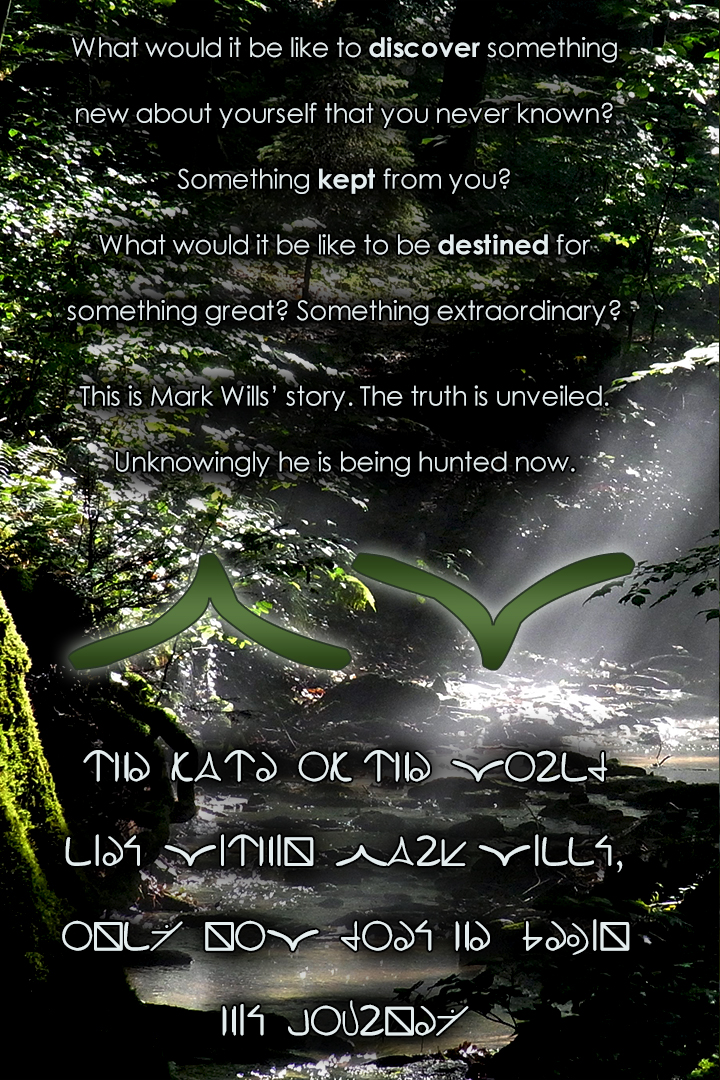 What would it be like to discover something
new about yourself that you never known?
Something kept from you?
What would it be like to be destined for
something great? Something extraordinary?
This is Mark Wills’ story. The truth is unveiled.
Unknowingly he is being hunted now.
M W
THE FATE OF THE WORLD
LIES WITHIN MARK WILLS,
ONLY NOW DOES HE BEGIN
HIS JOURNEY